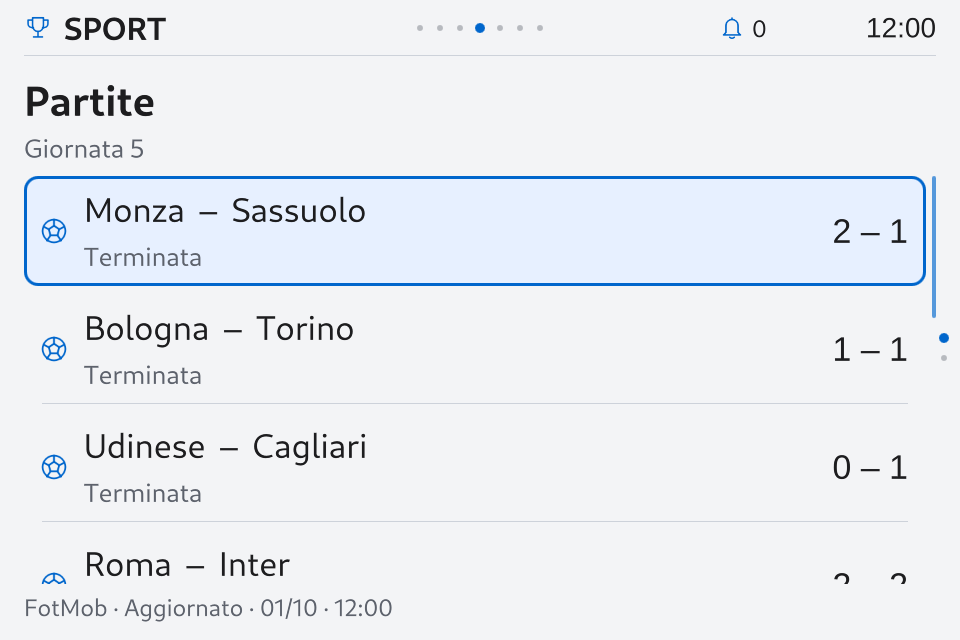 SPORT
0
12:00
Partite
Giornata 5
Monza – Sassuolo
2 – 1
Terminata
Bologna – Torino
1 – 1
Terminata
Udinese – Cagliari
0 – 1
Terminata
Roma – Inter
FotMob · Aggiornato · 01/10 · 12:00